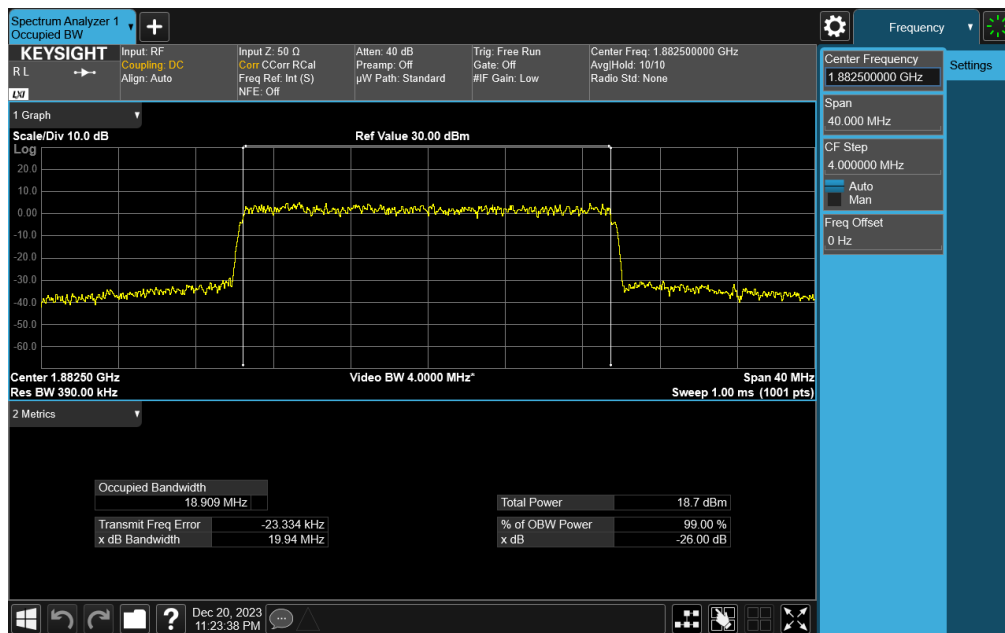 Spectrum Analyzer 1
Occupied BW
Frequency
KEYSIGHT
R L
LXI
Input: RF
Coupling: DC
Align: Auto
Input Z: 50 Ω
Corr CCorr RCal
Freq Ref: Int (S)
NFE: Off
Atten: 40 dB
Preamp: Off
µW Path: Standard
Trig: Free Run
Gate: Off
#IF Gain: Low
Center Freq: 1.882500000 GHz
Avg|Hold: 10/10
Radio Std: None
Center Frequency
1.882500000 GHz
Settings
Span
40.000 MHz
CF Step
4.000000 MHz
Auto
Man
Freq Offset
0 Hz
1 Graph
Scale/Div 10.0 dB
Ref Value 30.00 dBm
Log
20.0
10.0
0.00
-10.0
-20.0
-30.0
-40.0
-50.0
-60.0
Center 1.88250 GHz
Video BW 4.0000 MHz*
Span 40 MHz
Res BW 390.00 kHz
Sweep 1.00 ms (1001 pts)
2 Metrics
Occupied Bandwidth
18.909 MHz
Total Power 18.7 dBm
Transmit Freq Error -23.334 kHz
% of OBW Power 99.00 %
x dB Bandwidth 19.94 MHz
x dB -26.00 dB
Dec 20, 2023
11:23:38 PM